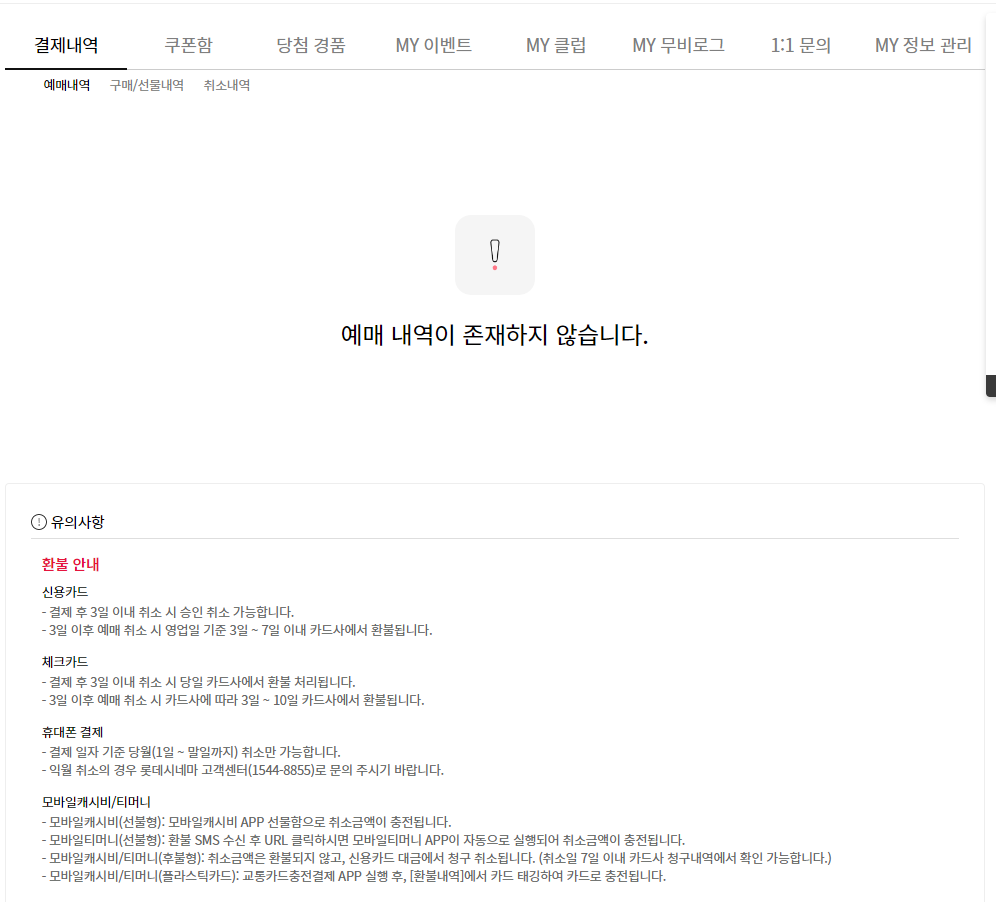 결제내역 쿠폰함 당첨 경품 MY 이벤트 MY 클럽 MY 무비로그 1:1 문의 MY 정보 관리
예매내역 구매/선물내역 취소내역
예매 내역이 존재하지 않습니다.
유의사항
환불 안내
신용카드
- 결제 후 3일 이내 취소 시 승인 취소 가능합니다.
- 3일 이후 예매 취소 시 영업일 기준 3일 ~ 7일 이내 카드사에서 환불됩니다.
체크카드
- 결제 후 3일 이내 취소 시 당일 카드사에서 환불 처리됩니다.
- 3일 이후 예매 취소 시 카드사에 따라 3일 ~ 10일 카드사에서 환불됩니다.
휴대폰 결제
- 결제 일자 기준 당월(1일 ~ 말일까지) 취소만 가능합니다.
- 익월 취소의 경우 롯데시네마 고객센터(1544-8855)로 문의 주시기 바랍니다.
모바일캐시비/티머니
- 모바일캐시비(선불형): 모바일캐시비 APP 선물함으로 취소금액이 충전됩니다.
- 모바일티머니(선불형): 환불 SMS 수신 후 URL 클릭하시면 모바일티머니 APP이 자동으로 실행되어 취소금액이 충전됩니다.
- 모바일캐시비/티머니(후불형): 취소금액은 환불되지 않고, 신용카드 대금에서 청구 취소됩니다. (취소일 7일 이내 카드사 청구내역에서 확인 가능합니다.)
- 모바일캐시비/티머니(플라스틱카드): 교통카드충전결제 APP 실행 후, [환불내역]에서 카드 태깅하여 카드로 충전됩니다.